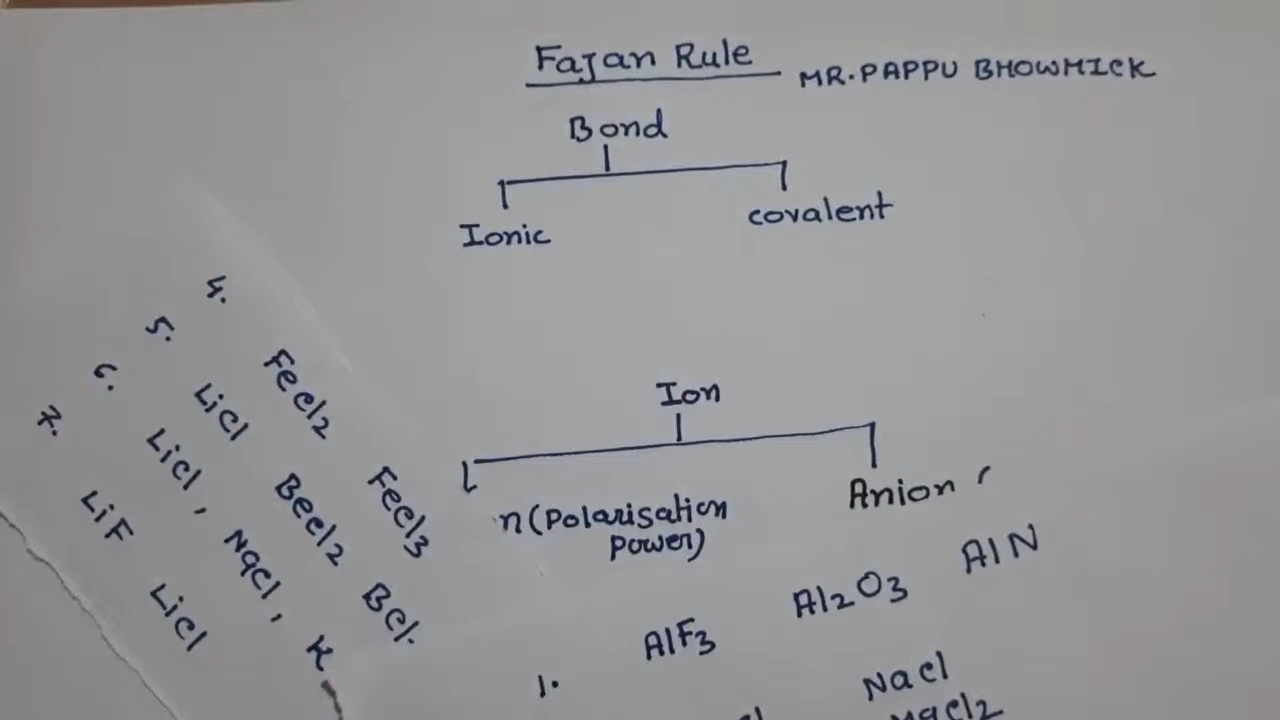 Fajan Rule
MR. PAPPU BHOWMICK
Bond
Ionic
covalent
Ion
n(Polarisation
power)
Anion (
1. AlF3 Al2O3 AlN
NaCl
4. FeCl2 FeCl3
5. LiCl BeCl2 BCl.
6. LiCl, NaCl, K
7. LiF LiCl